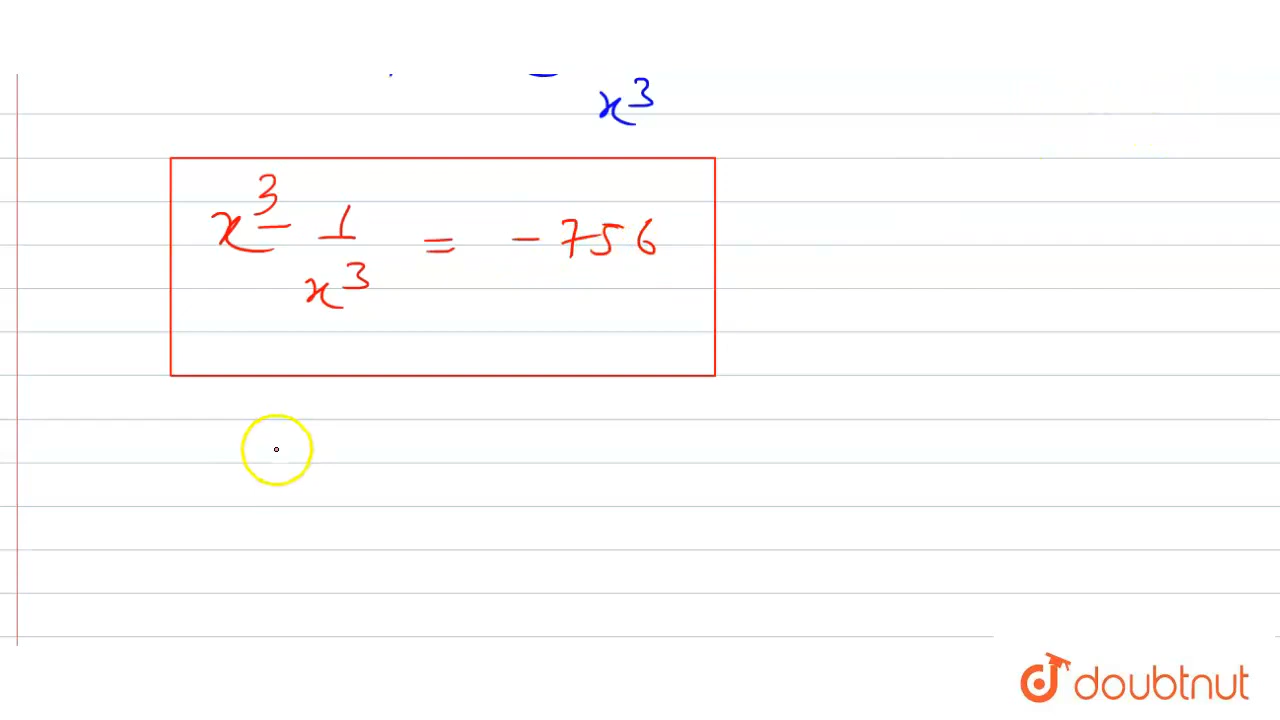 x³
x³ - 1/x³ = - 756
doubtnut